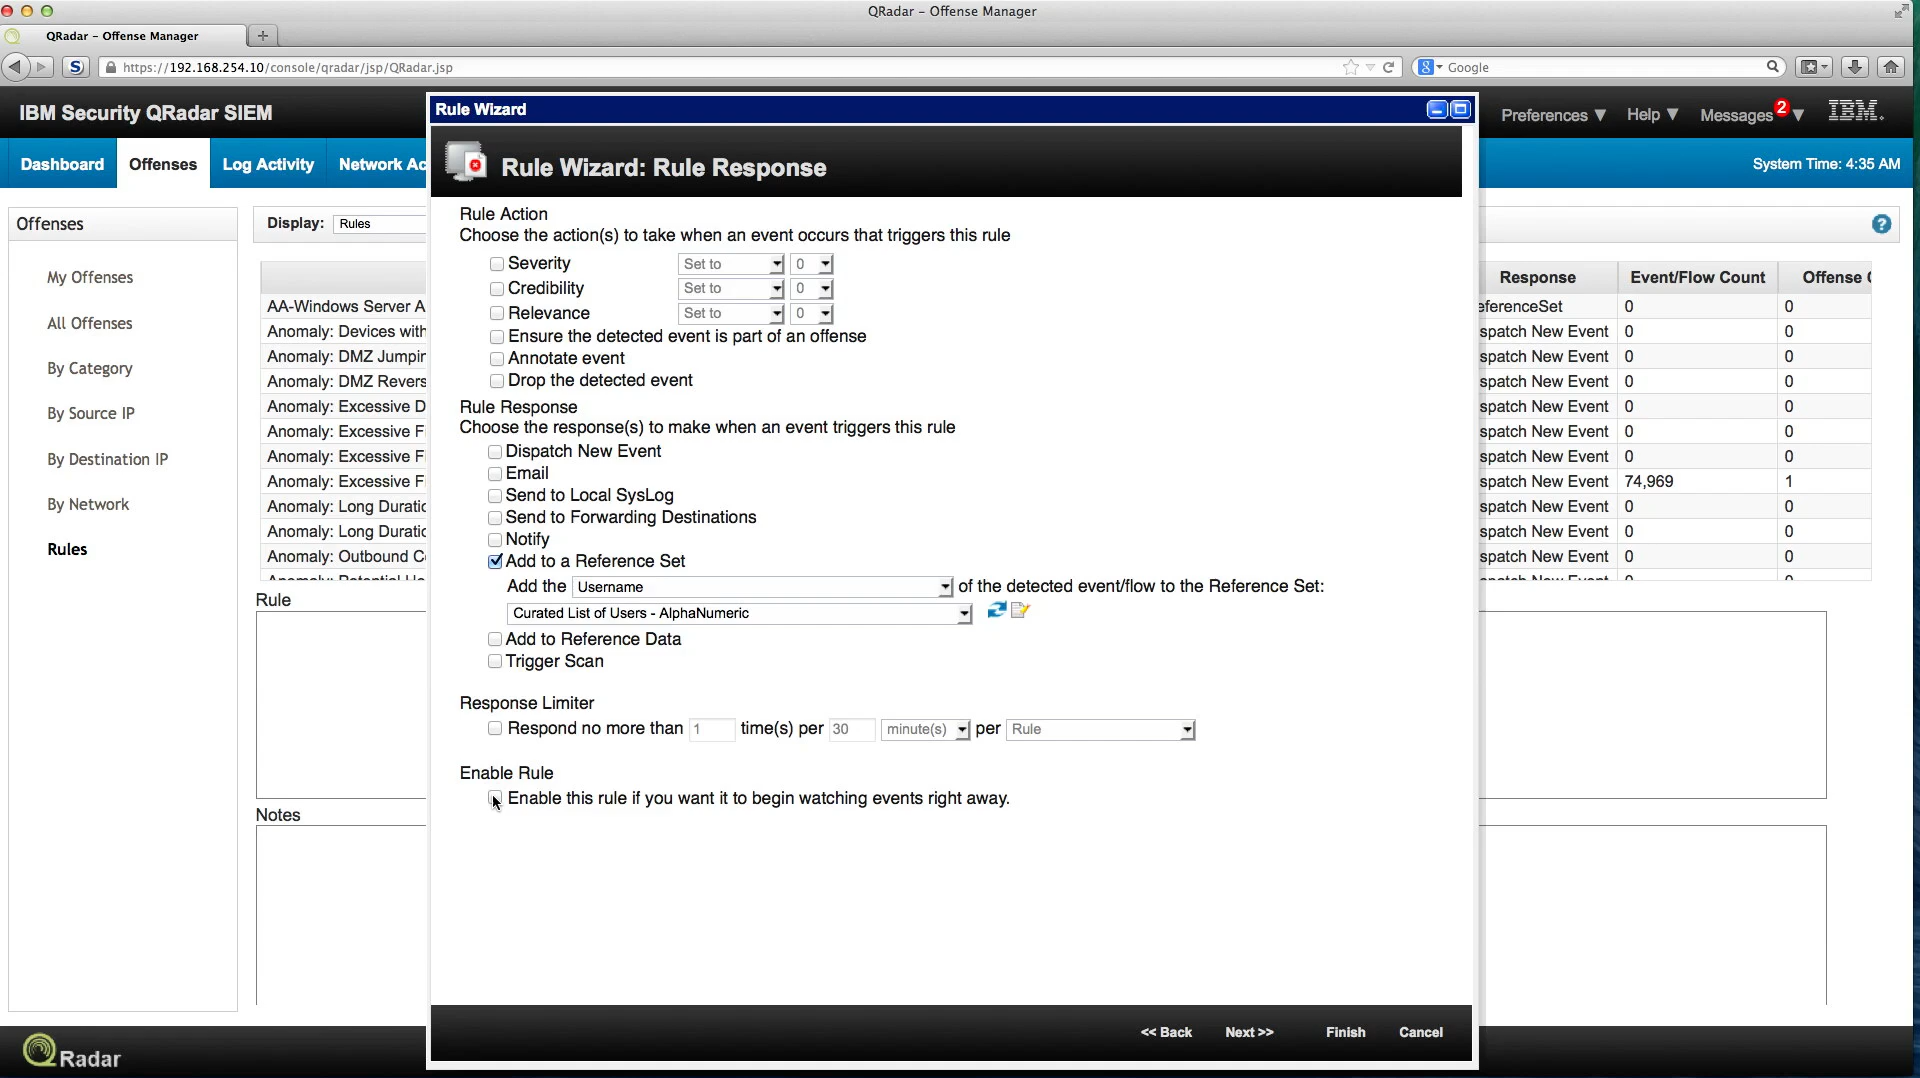 QRadar - Offense Manager
QRadar - Offense Manager
https://192.168.254.10/console/qradar/jsp/QRadar.jsp
Google
IBM Security QRadar SIEM
Preferences
Help
Messages 2
IBM.
Dashboard
Offenses
Log Activity
Network Ac
System Time: 4:35 AM
Offenses
My Offenses
All Offenses
By Category
By Source IP
By Destination IP
By Network
Rules
Display: Rules
AA-Windows Server A
Anomaly: Devices with
Anomaly: DMZ Jumpin
Anomaly: DMZ Revers
Anomaly: Excessive D
Anomaly: Excessive F
Anomaly: Excessive F
Anomaly: Excessive F
Anomaly: Long Duratio
Anomaly: Long Duratio
Anomaly: Outbound C
Rule
Notes
Rule Wizard
Rule Wizard: Rule Response
Rule Action
Choose the action(s) to take when an event occurs that triggers this rule
Severity Set to 0
Credibility Set to 0
Relevance Set to 0
Ensure the detected event is part of an offense
Annotate event
Drop the detected event
Rule Response
Choose the response(s) to make when an event triggers this rule
Dispatch New Event
Email
Send to Local SysLog
Send to Forwarding Destinations
Notify
Add to a Reference Set
Add the Username of the detected event/flow to the Reference Set:
Curated List of Users - AlphaNumeric
Add to Reference Data
Trigger Scan
Response Limiter
Respond no more than 1 time(s) per 30 minute(s) per Rule
Enable Rule
Enable this rule if you want it to begin watching events right away.
<< Back Next >> Finish Cancel
Response Event/Flow Count Offense
eferenceSet 0 0
spatch New Event 0 0
spatch New Event 0 0
spatch New Event 0 0
spatch New Event 0 0
spatch New Event 0 0
spatch New Event 0 0
spatch New Event 74,969 1
spatch New Event 0 0
spatch New Event 0 0
spatch New Event 0 0
QRadar